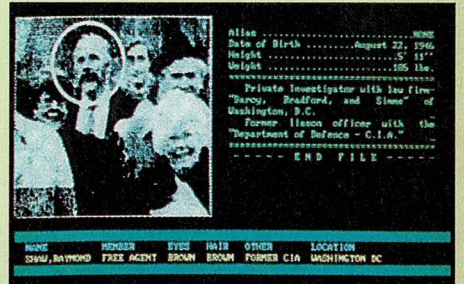 Alias ........................NONE
Date of Birth ..........August 22, 1946
Height .......................5' 11"
Weight .....................185 lbs.
Private Investigator with law firm-
"Darcy, Bradford, and Simms" of
Washington, D.C.
Former lieson officer with the
"Department of Defence - C.I.A."
------ END FILE ------
NAME MEMBER EYES HAIR OTHER LOCATION
SHAW,RAYMOND FREE AGENT BROWN BROWN FORMER CIA WASHINGTON DC